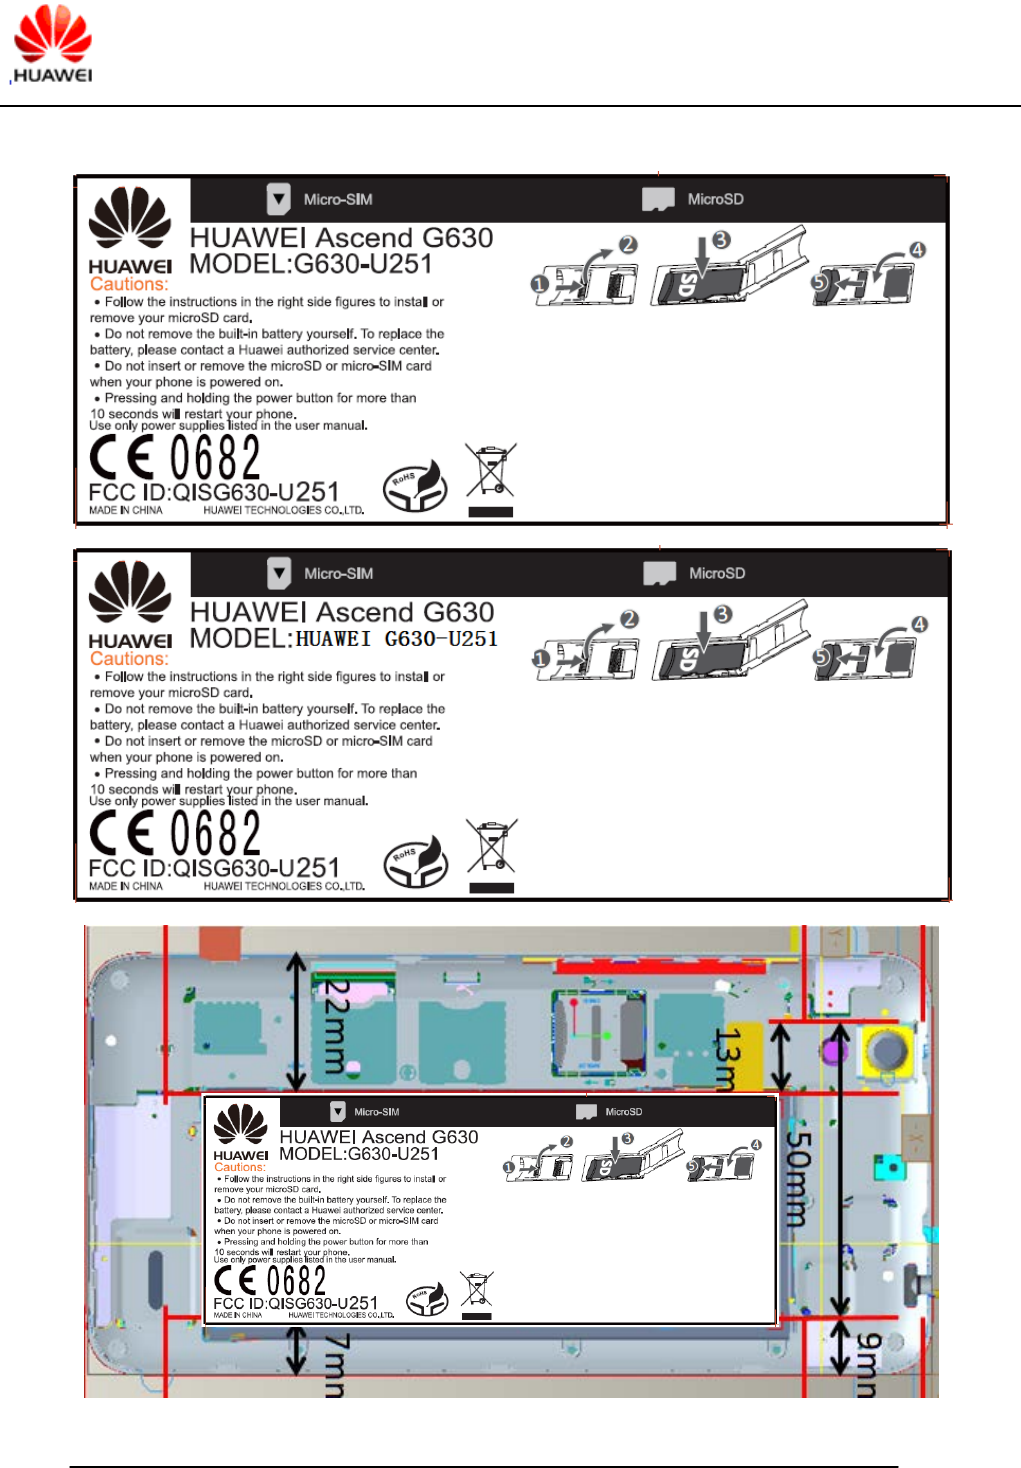 HUAWEI
Micro-SIM
MicroSD
HUAWEI
HUAWEI Ascend G630
MODEL:G630-U251
Cautions:
• Follow the instructions in the right side figures to install or
remove your microSD card.
• Do not remove the built-in battery yourself. To replace the
battery, please contact a Huawei authorized service center.
• Do not insert or remove the microSD or micro-SIM card
when your phone is powered on.
• Pressing and holding the power button for more than
10 seconds will restart your phone.
Use only power supplies listed in the user manual.
1 2 3 SD 4 5
CE 0682
FCC ID:QISG630-U251
MADE IN CHINA HUAWEI TECHNOLOGIES CO.,LTD.
RoHS
Micro-SIM
MicroSD
HUAWEI
HUAWEI Ascend G630
MODEL:HUAWEI G630-U251
Cautions:
• Follow the instructions in the right side figures to install or
remove your microSD card.
• Do not remove the built-in battery yourself. To replace the
battery, please contact a Huawei authorized service center.
• Do not insert or remove the microSD or micro-SIM card
when your phone is powered on.
• Pressing and holding the power button for more than
10 seconds will restart your phone.
Use only power supplies listed in the user manual.
1 2 3 SD 4 5
CE 0682
FCC ID:QISG630-U251
MADE IN CHINA HUAWEI TECHNOLOGIES CO.,LTD.
RoHS
22mm
13m
50mm
Micro-SIM
MicroSD
HUAWEI
HUAWEI Ascend G630
MODEL:G630-U251
Cautions:
• Follow the instructions in the right side figures to install or
remove your microSD card.
• Do not remove the built-in battery yourself. To replace the
battery, please contact a Huawei authorized service center.
• Do not insert or remove the microSD or micro-SIM card
when your phone is powered on.
• Pressing and holding the power button for more than
10 seconds will restart your phone.
Use only power supplies listed in the user manual.
1 2 3 SD 4 5
CE 0682
FCC ID:QISG630-U251
MADE IN CHINA HUAWEI TECHNOLOGIES CO.,LTD.
RoHS
7mm
9mm